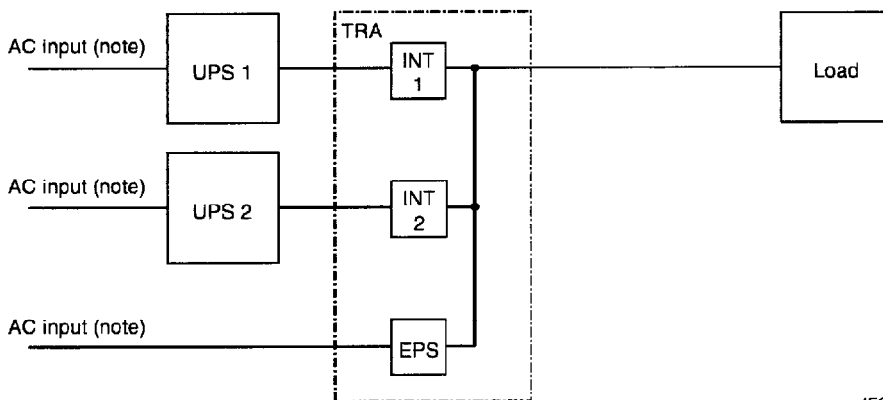 TRA
AC input (note)
UPS 1
INT
1
Load
AC input (note)
UPS 2
INT
2
AC input (note)
EPS